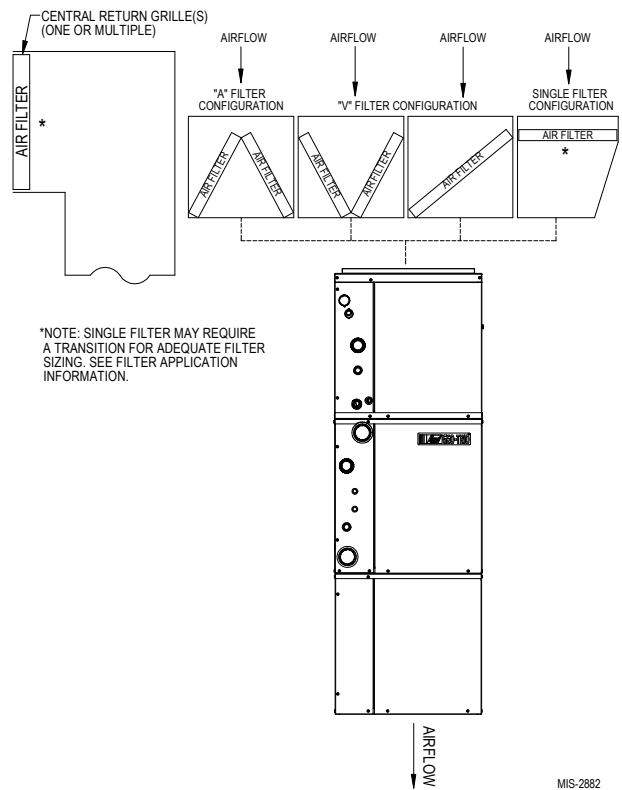 CENTRAL RETURN GRILLE(S)
(ONE OR MULTIPLE)
AIR FILTER
*
AIRFLOW
AIRFLOW
AIRFLOW
AIRFLOW
"A" FILTER
CONFIGURATION
"V" FILTER CONFIGURATION
SINGLE FILTER
CONFIGURATION
AIR FILTER
AIR FILTER
AIR FILTER
AIR FILTER
AIR FILTER
AIR FILTER
*
*NOTE: SINGLE FILTER MAY REQUIRE
A TRANSITION FOR ADEQUATE FILTER
SIZING. SEE FILTER APPLICATION
INFORMATION.
GEO-TEC
AIRFLOW
MIS-2882